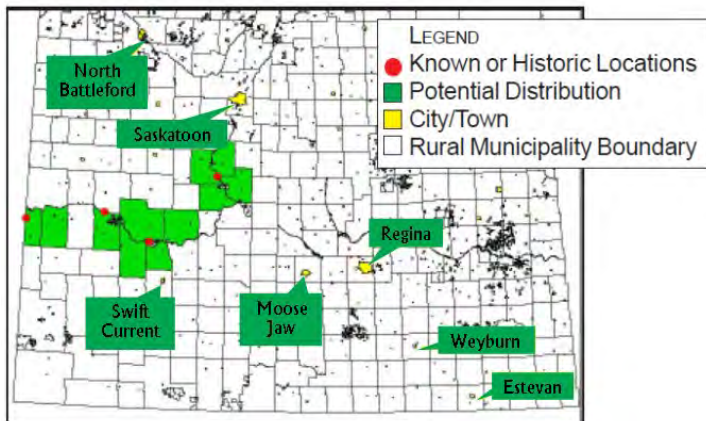 LEGEND
Known or Historic Locations
Potential Distribution
City/Town
Rural Municipality Boundary
North
Battleford
Saskatoon
Regina
Swift
Current
Moose
Jaw
Weyburn
Estevan